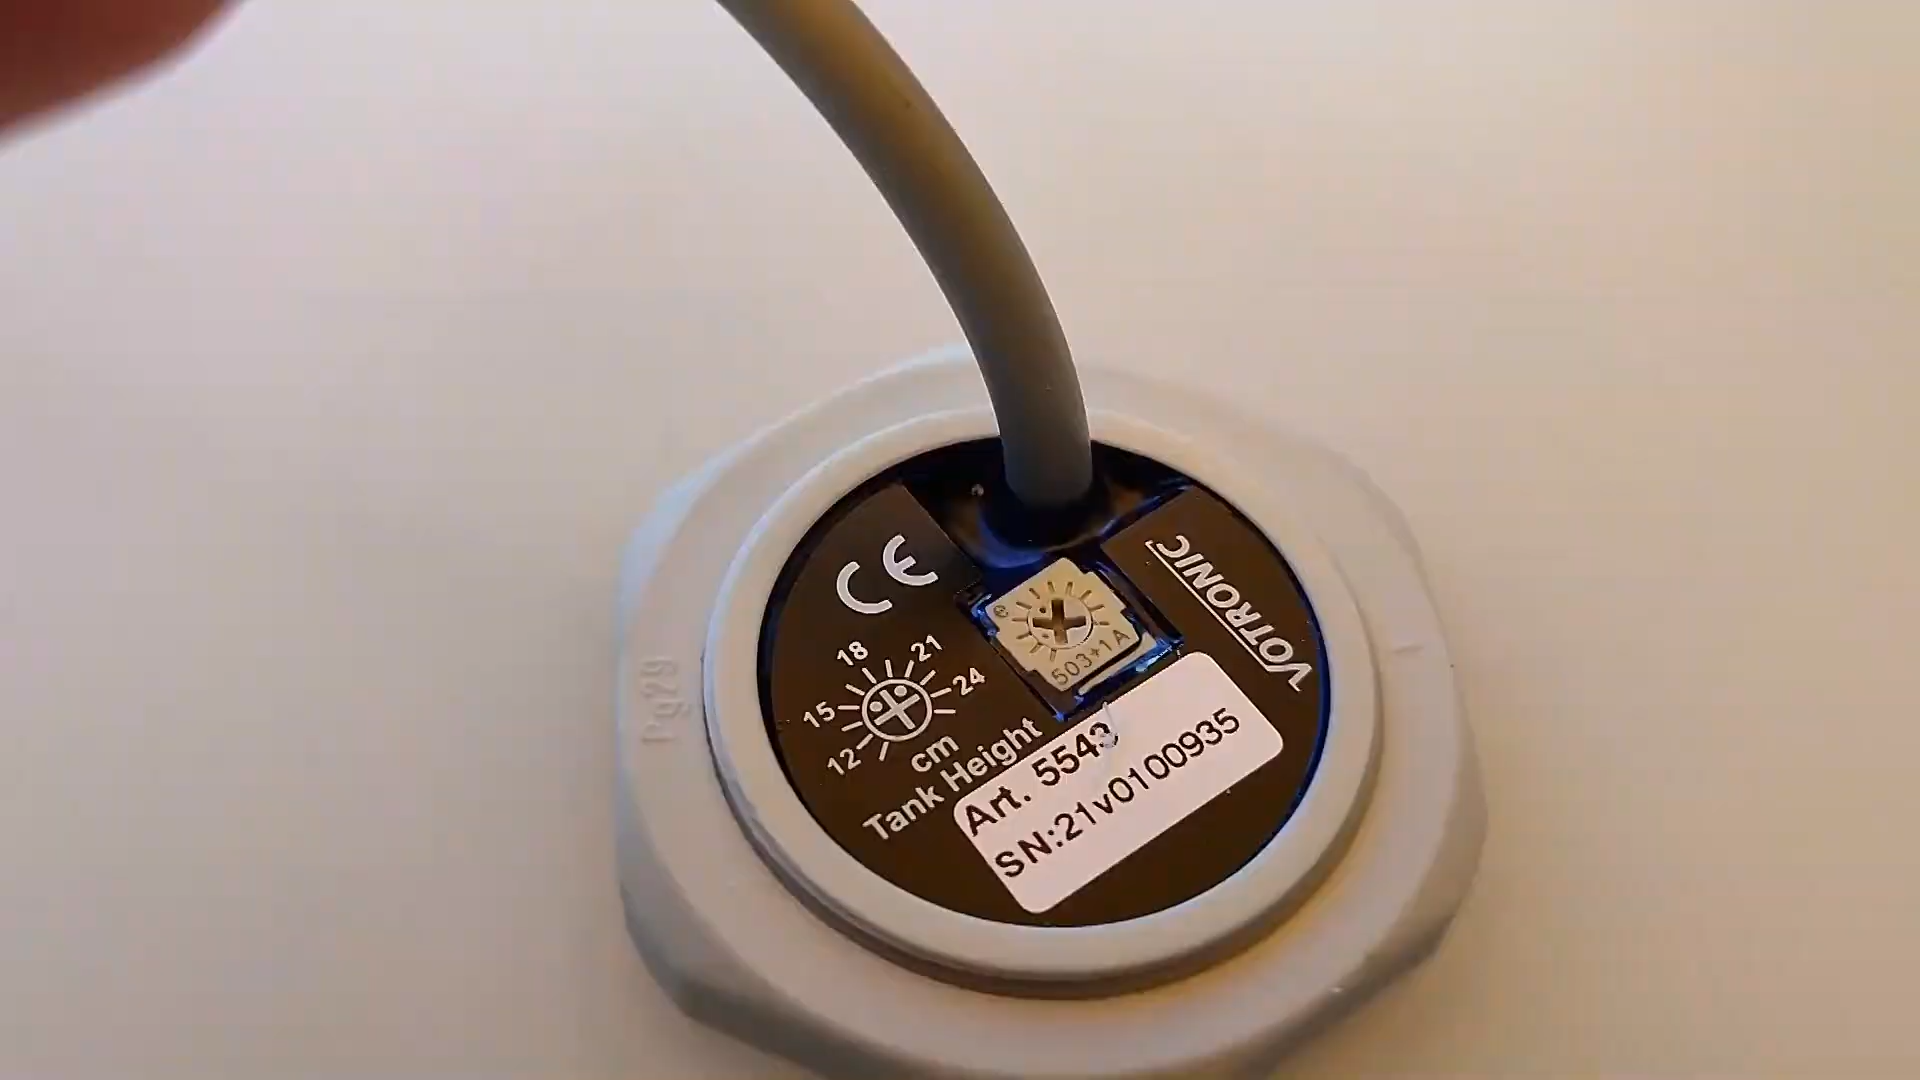 CE
VOTRONIC
503+1A
18
21
15
24
12
cm
Tank Height
Art. 5543
SN:21v0100935
Pg29